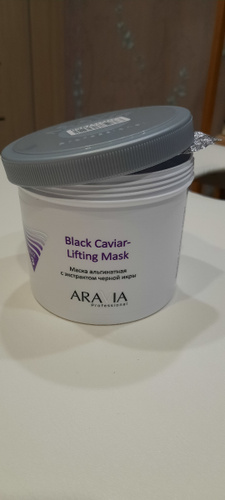 Black Caviar-
Lifting Mask
Маска альгинатная
с экстрактом черной икры
ARAVIA
Professional